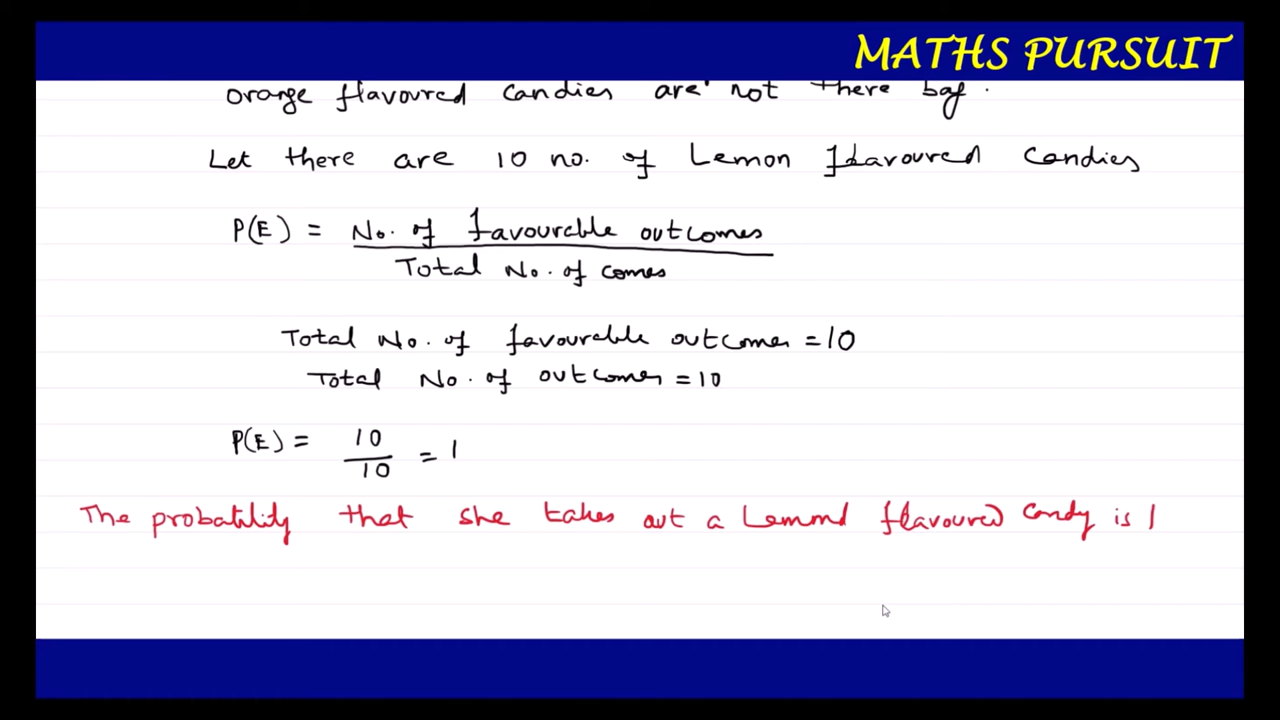 MATHS PURSUIT
orange flavoured candies are not there bag.
Let there are 10 no. of Lemon flavoured Candies
P(E) = No. of favourable outcomes
Total No. of comes
Total No. of favourable outcomes = 10
Total No. of outcomes = 10
P(E) = 10/10 = 1
The probability that she takes out a Lemond flavoured Candy is 1